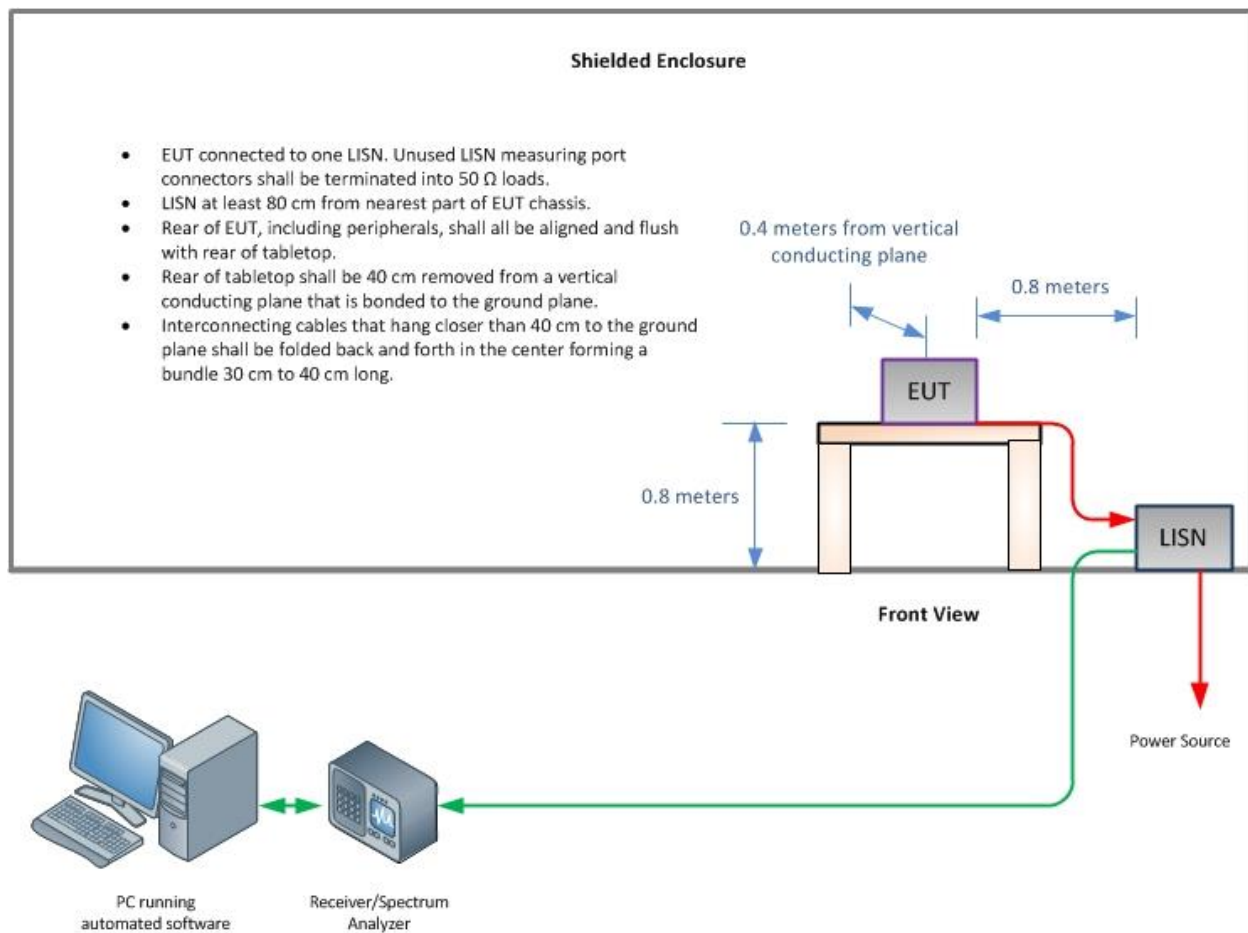 Shielded Enclosure
• EUT connected to one LISN. Unused LISN measuring port
connectors shall be terminated into 50 Ω loads.
• LISN at least 80 cm from nearest part of EUT chassis.
• Rear of EUT, including peripherals, shall all be aligned and flush
with rear of tabletop.
• Rear of tabletop shall be 40 cm removed from a vertical
conducting plane that is bonded to the ground plane.
• Interconnecting cables that hang closer than 40 cm to the ground
plane shall be folded back and forth in the center forming a
bundle 30 cm to 40 cm long.
0.4 meters from vertical
conducting plane
0.8 meters
EUT
0.8 meters
LISN
Front View
Power Source
PC running
automated software
Receiver/Spectrum
Analyzer